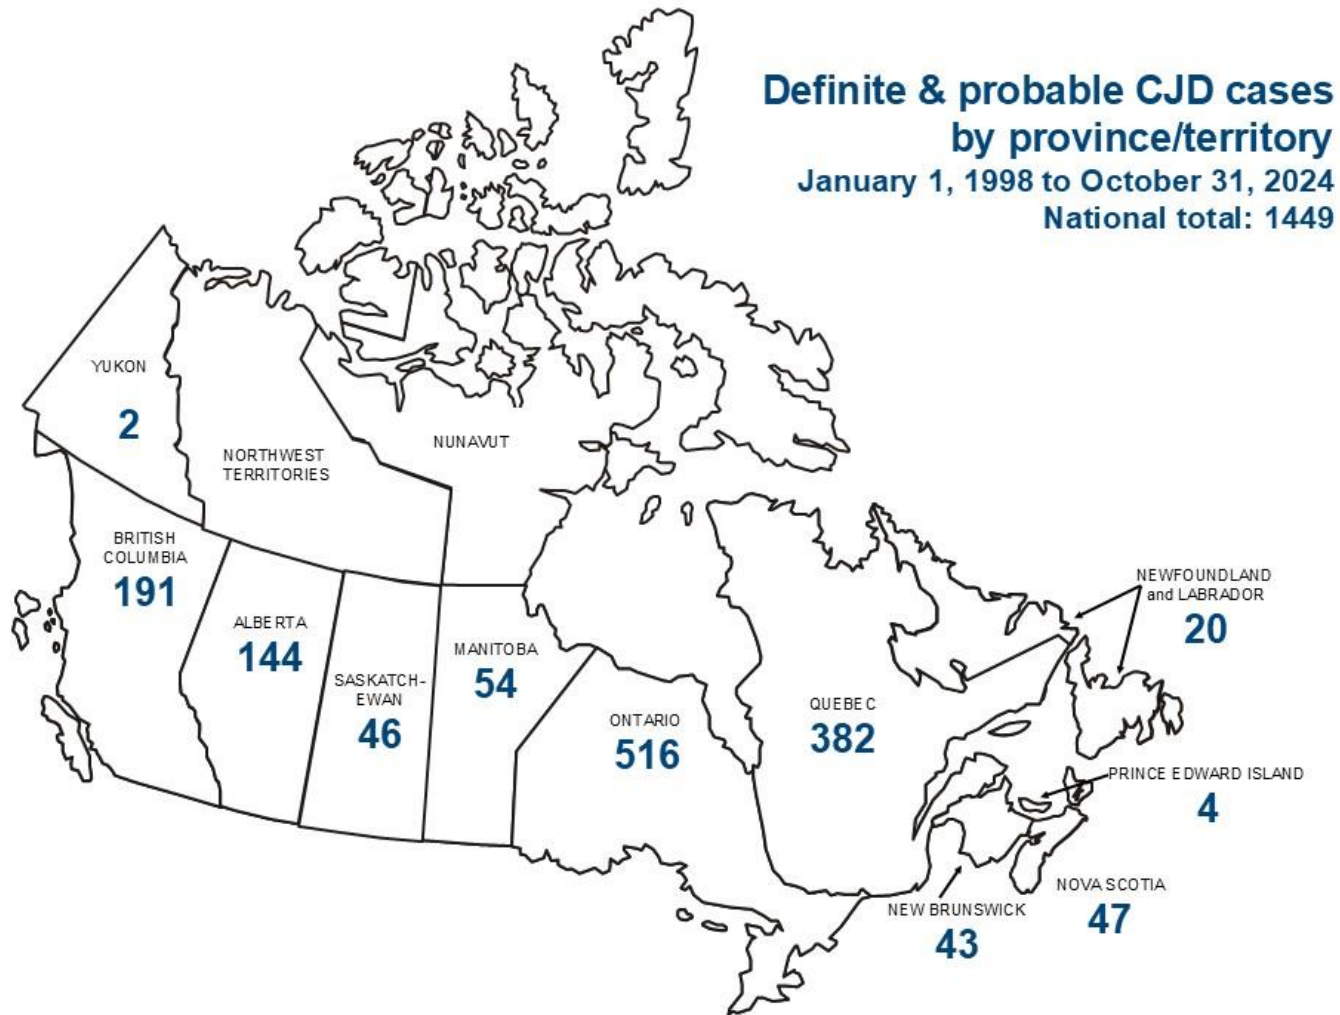 Definite & probable CJD cases
by province/territory
January 1, 1998 to October 31, 2024
National total: 1449
YUKON
2
NORTHWEST
TERRITORIES
NUNAVUT
BRITISH
COLUMBIA
191
ALBERTA
144
SASKATCH-
EWAN
46
MANITOBA
54
ONTARIO
516
QUEBEC
382
NEWFOUNDLAND
and LABRADOR
20
PRINCE EDWARD ISLAND
4
NOVA SCOTIA
47
NEW BRUNSWICK
43